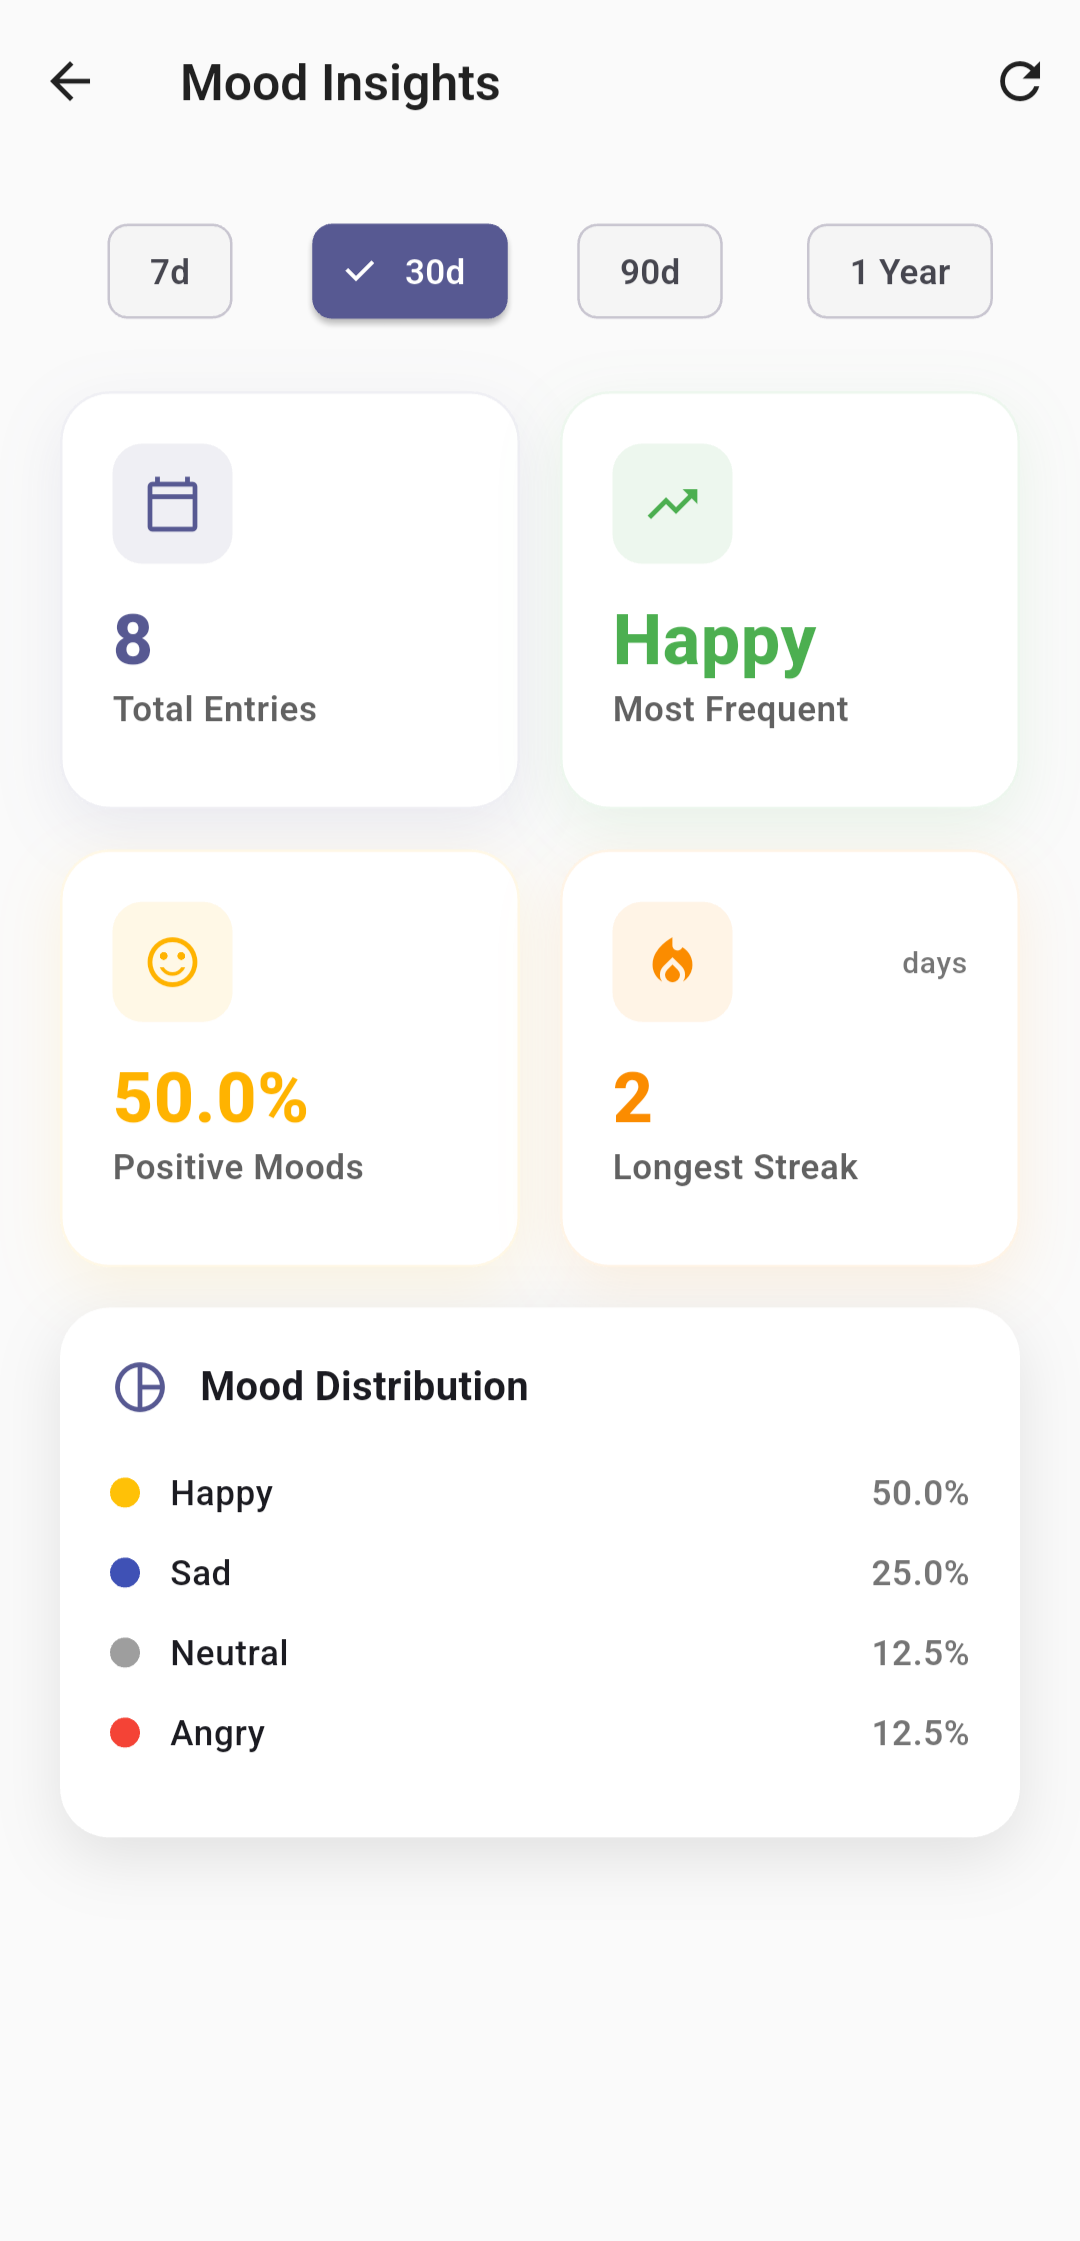 Mood Insights
7d
30d
90d
1 Year
8
Total Entries
Happy
Most Frequent
50.0%
Positive Moods
days
2
Longest Streak
Mood Distribution
Happy 50.0%
Sad 25.0%
Neutral 12.5%
Angry 12.5%